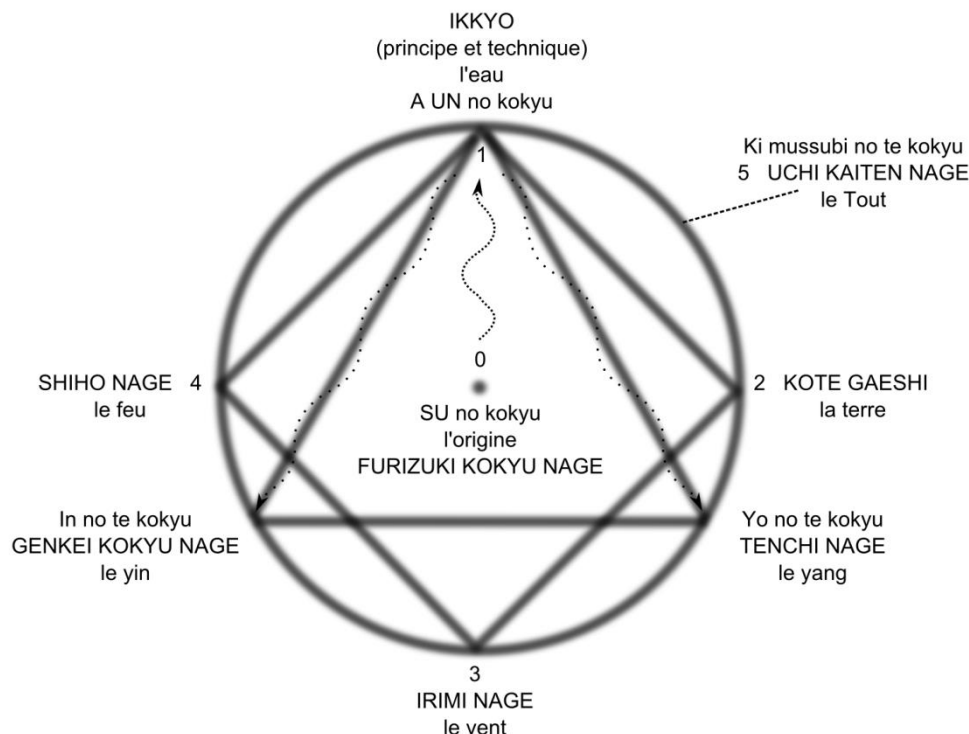 IKKYO
(principe et technique)
l'eau
A UN no kokyu
1
Ki mussubi no te kokyu
5 UCHI KAITEN NAGE
le Tout
0
SU no kokyu
l'origine
FURIZUKI KOKYU NAGE
SHIHO NAGE 4
le feu
2 KOTE GAESHI
la terre
In no te kokyu
GENKEI KOKYU NAGE
le yin
Yo no te kokyu
TENCHI NAGE
le yang
3
IRIMI NAGE
le vent